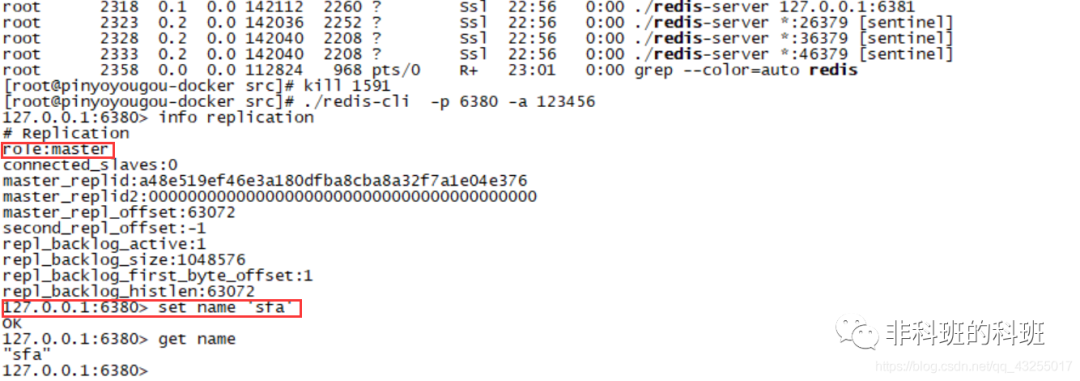 root 2318 0.1 0.0 142112 2260 ? Ssl 22:56 0:00 ./redis-server 127.0.0.1:6381
root 2323 0.2 0.0 142036 2252 ? Ssl 22:56 0:00 ./redis-server *:26379 [sentinel]
root 2328 0.2 0.0 142040 2208 ? Ssl 22:56 0:00 ./redis-server *:36379 [sentinel]
root 2333 0.2 0.0 142040 2208 ? Ssl 22:56 0:00 ./redis-server *:46379 [sentinel]
root 2358 0.0 0.0 112824 968 pts/0 R+ 23:01 0:00 grep --color=auto redis
[root@pinyoyougou-docker src]# kill 1591
[root@pinyoyougou-docker src]# ./redis-cli -p 6380 -a 123456
127.0.0.1:6380> info replication
# Replication
role:master
connected_slaves:0
master_replid:a48e519ef46e3a180dfba8cba8a32f7a1e04e376
master_replid2:0000000000000000000000000000000000000000
master_repl_offset:63072
second_repl_offset:-1
repl_backlog_active:1
repl_backlog_size:1048576
repl_backlog_first_byte_offset:1
repl_backlog_histlen:63072
127.0.0.1:6380> set name 'sfa'
OK
127.0.0.1:6380> get name
"sfa"
127.0.0.1:6380>
非科班的科班
https://blog.csdn.net/qq_43255017